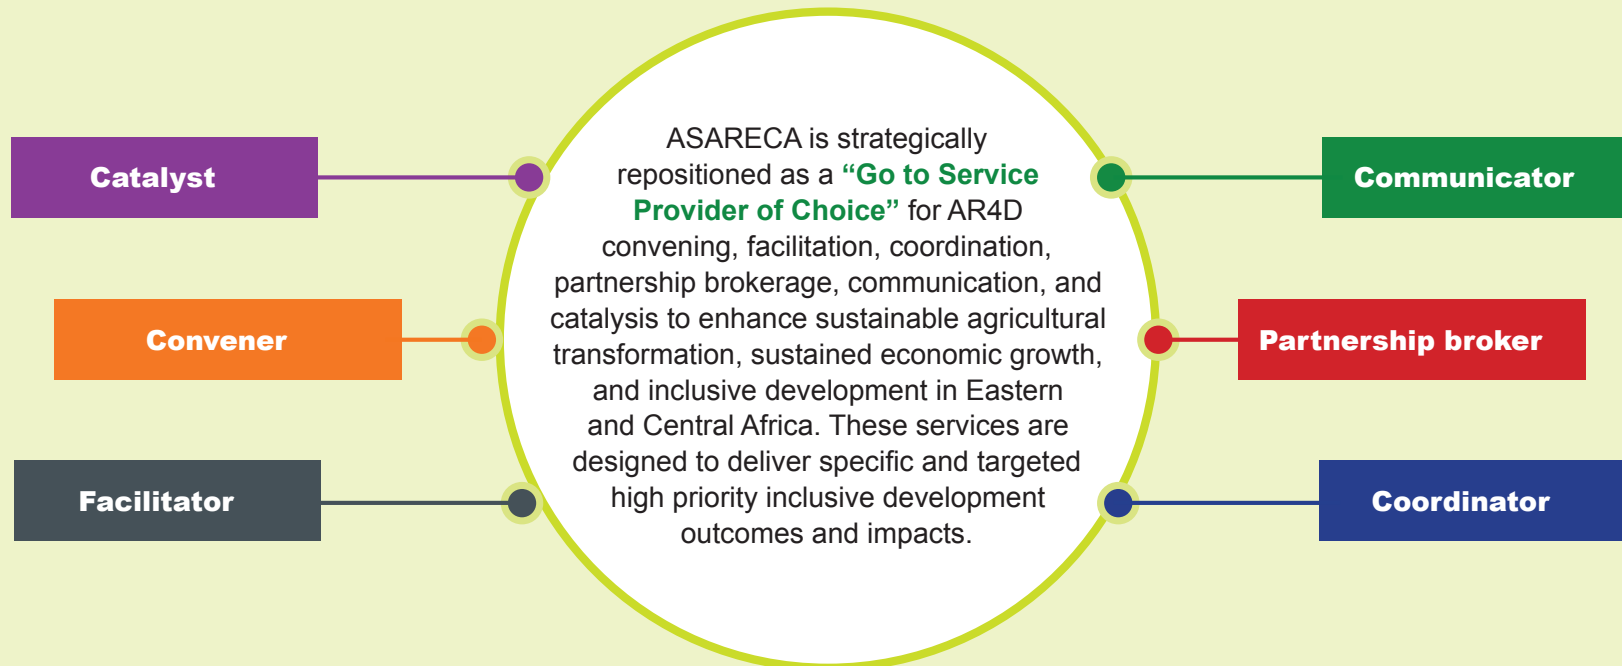 Catalyst
Convener
Facilitator
ASARECA is strategically
repositioned as a “Go to Service
Provider of Choice” for AR4D
convening, facilitation, coordination,
partnership brokerage, communication, and
catalysis to enhance sustainable agricultural
transformation, sustained economic growth,
and inclusive development in Eastern
and Central Africa. These services are
designed to deliver specific and targeted
high priority inclusive development
outcomes and impacts.
Communicator
Partnership broker
Coordinator